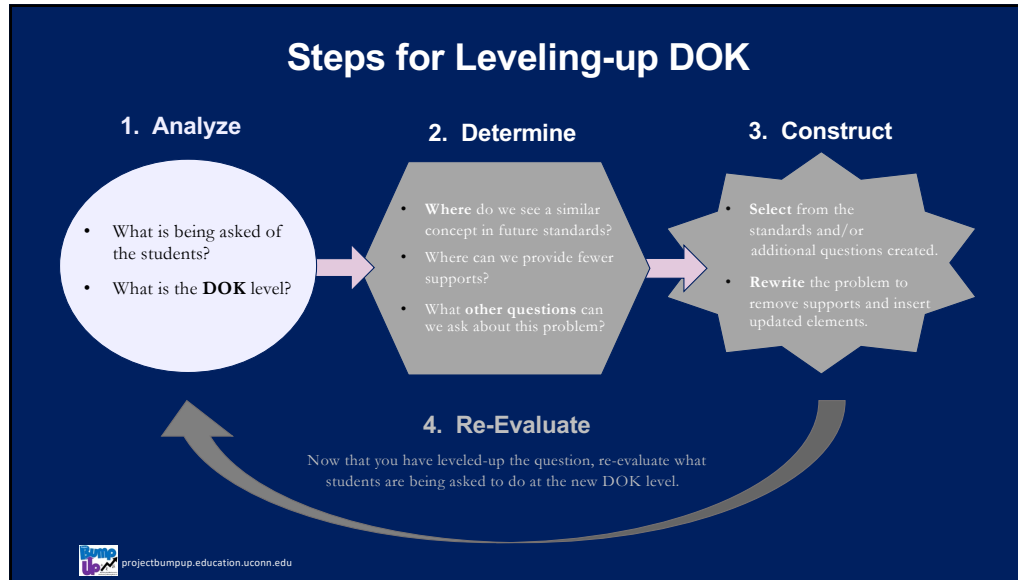 Steps for Leveling-up DOK
1. Analyze
• What is being asked of
the students?
• What is the DOK level?
2. Determine
• Where do we see a similar
concept in future standards?
• Where can we provide fewer
supports?
• What other questions can
we ask about this problem?
3. Construct
• Select from the
standards and/or
additional questions created.
• Rewrite the problem to
remove supports and insert
updated elements.
4. Re-Evaluate
Now that you have leveled-up the question, re-evaluate what
students are being asked to do at the new DOK level.
Bump
Up
projectbumpup.education.uconn.edu